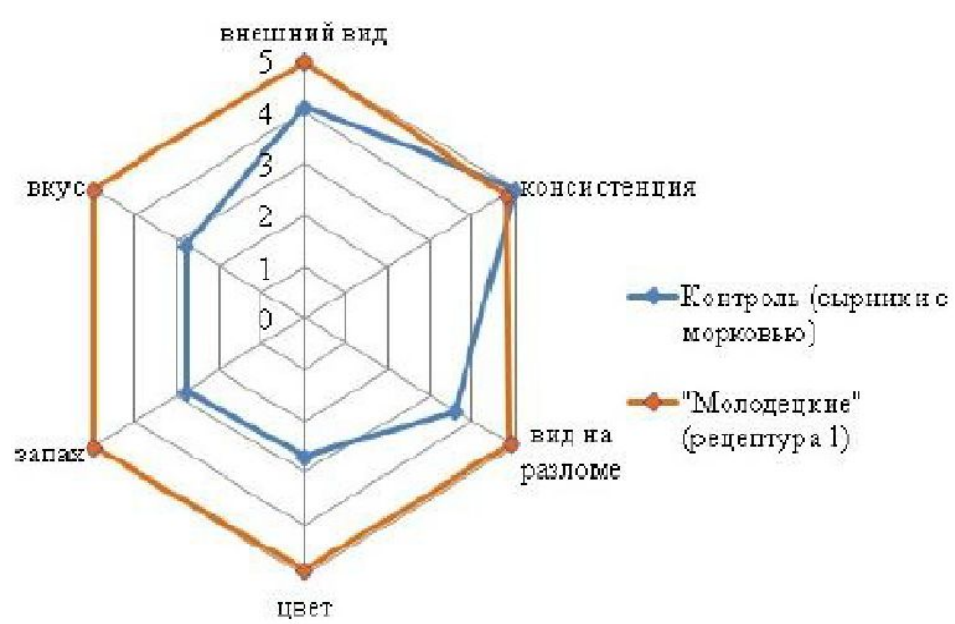 внешний вид
5
4
3
2
1
0
консистенция
вид на
разломе
цвет
запах
вкус
Контроль (сырники с
морковью)
"Молодецкие"
(рецептура 1)